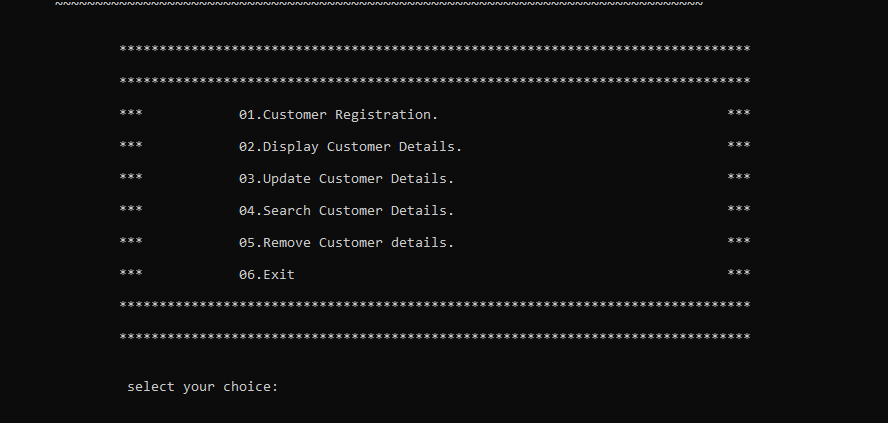 ~~~~~~~~~~~~~~~~~~~~~~~~~~~~~~~~~~~~~~~~~~~~~~~~~~~~~~~~~~~~~~~~~~~~~~~~~~~~~~~~~
*******************************************************************************
*******************************************************************************
*** 01.Customer Registration. ***
*** 02.Display Customer Details. ***
*** 03.Update Customer Details. ***
*** 04.Search Customer Details. ***
*** 05.Remove Customer details. ***
*** 06.Exit ***
*******************************************************************************
*******************************************************************************
select your choice: